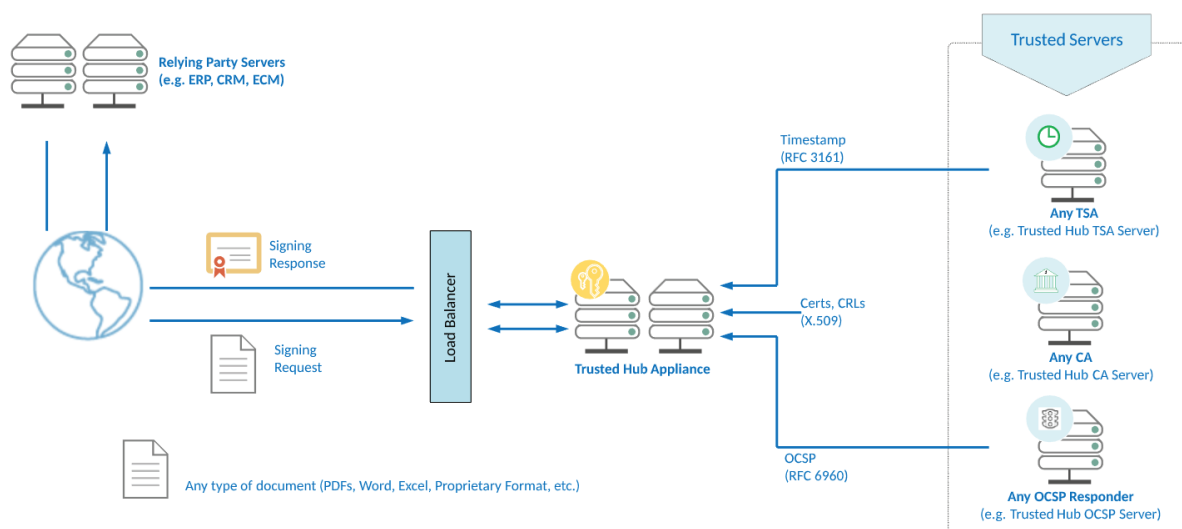 Trusted Servers
Relying Party Servers
(e.g. ERP, CRM, ECM)
Timestamp
(RFC 3161)
Any TSA
(e.g. Trusted Hub TSA Server)
Signing
Response
Load Balancer
Certs, CRLs
(X.509)
Signing
Request
Trusted Hub Appliance
Any CA
(e.g. Trusted Hub CA Server)
OCSP
(RFC 6960)
Any type of document (PDFs, Word, Excel, Proprietary Format, etc.)
Any OCSP Responder
(e.g. Trusted Hub OCSP Server)